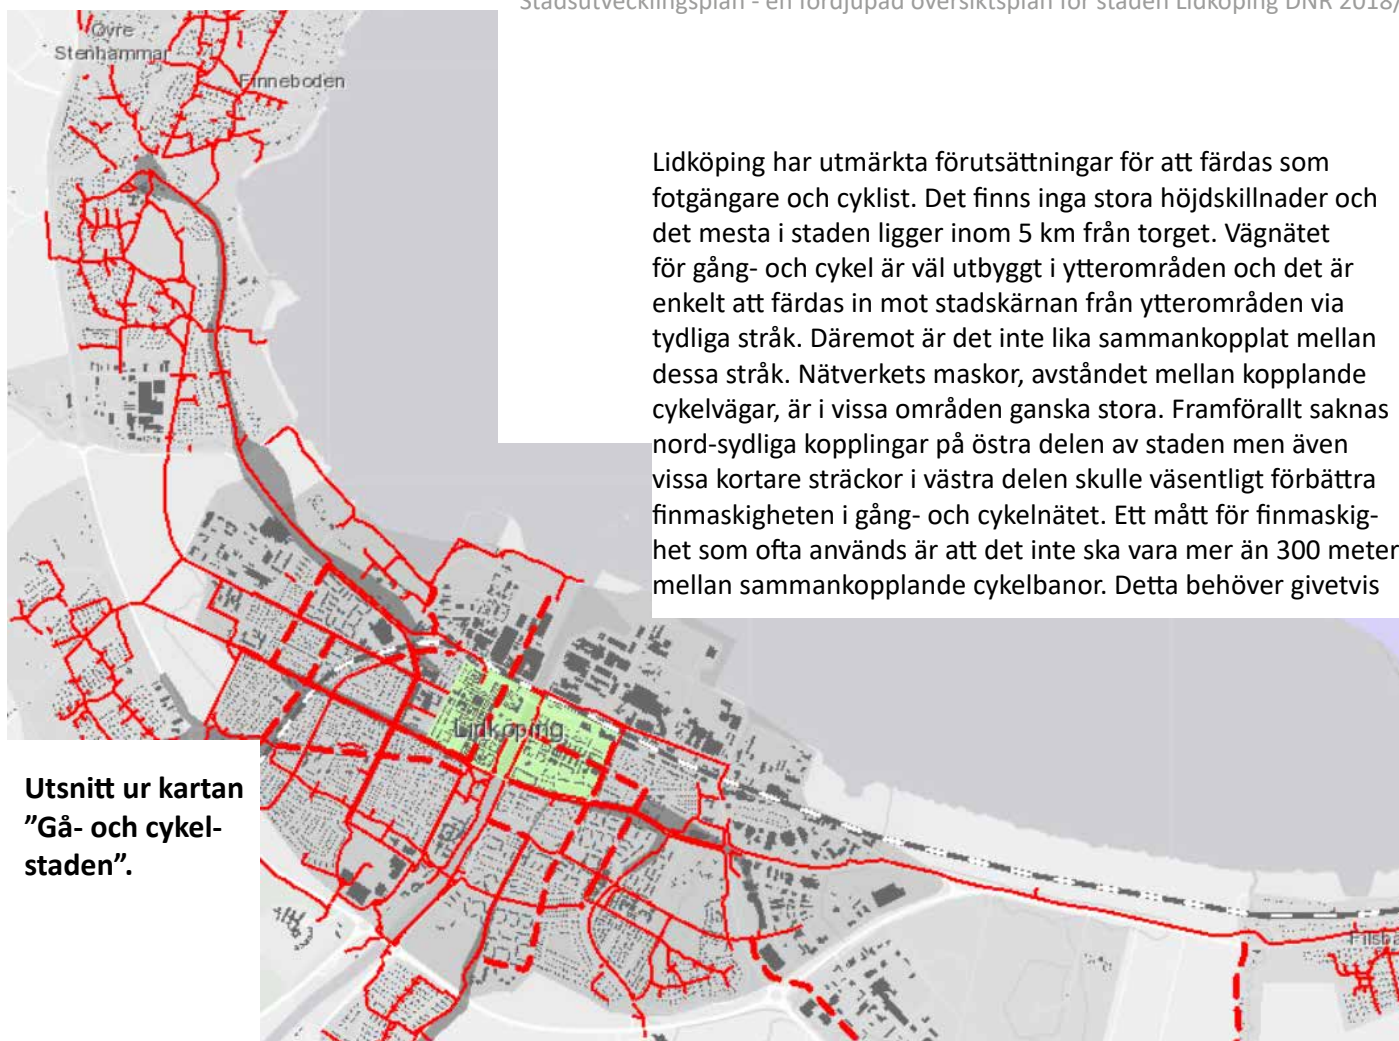 Stadsutvecklingsplan - en fördjupad översiktsplan för staden Lidköping DNR 2018/
Övre
Stenhammar
Finneboden
Lidköping har utmärkta förutsättningar för att färdas som
fotgängare och cyklist. Det finns inga stora höjdskillnader och
det mesta i staden ligger inom 5 km från torget. Vägnätet
för gång- och cykel är väl utbyggt i ytterområden och det är
enkelt att färdas in mot stadskärnan från ytterområden via
tydliga stråk. Däremot är det inte lika sammankopplat mellan
dessa stråk. Nätverkets maskor, avståndet mellan kopplande
cykelvägar, är i vissa områden ganska stora. Framförallt saknas
nord-sydliga kopplingar på östra delen av staden men även
vissa kortare sträckor i västra delen skulle väsentligt förbättra
finmaskigheten i gång- och cykelnätet. Ett mått för finmaskig-
het som ofta används är att det inte ska vara mer än 300 meter
mellan sammankopplande cykelbanor. Detta behöver givetvis
Lidköping
Utsnitt ur kartan
”Gå- och cykel-
staden”.
Filsba